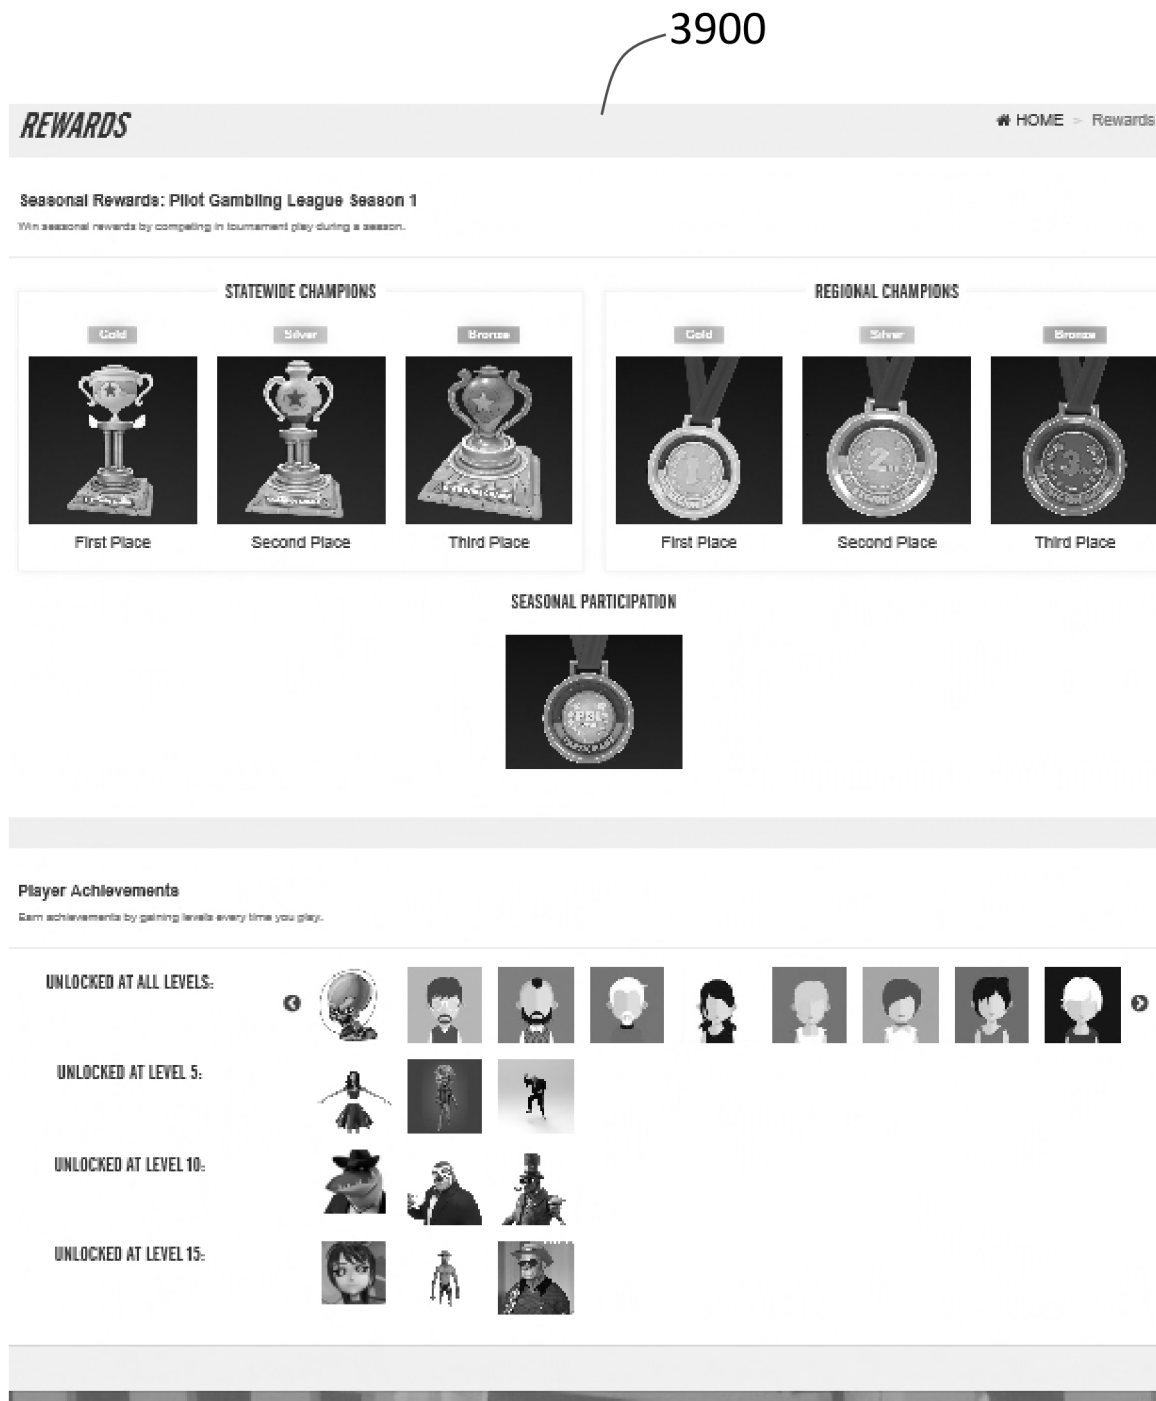 3900
REWARDS
HOME > Rewards
Seasonal Rewards: Pilot Gambling League Season 1
Win seasonal rewards by competing in tournament play during a season.
STATEWIDE CHAMPIONS
REGIONAL CHAMPIONS
Gold
Silver
Bronze
Gold
Silver
Bronze
1
2
3
First Place
Second Place
Third Place
First Place
Second Place
Third Place
SEASONAL PARTICIPATION
Player Achievements
Earn achievements by gaining levels every time you play.
UNLOCKED AT ALL LEVELS:
UNLOCKED AT LEVEL 5:
UNLOCKED AT LEVEL 10:
UNLOCKED AT LEVEL 15: